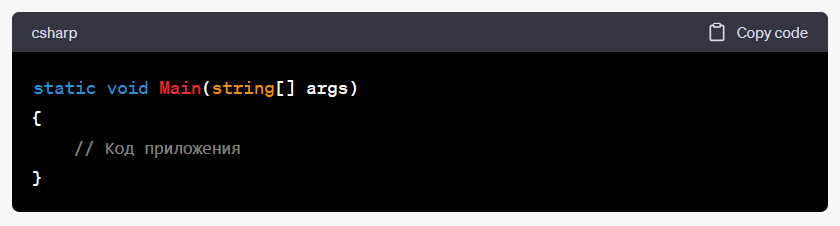 csharp Copy code
static void Main(string[] args)
{
    // Код приложения
}